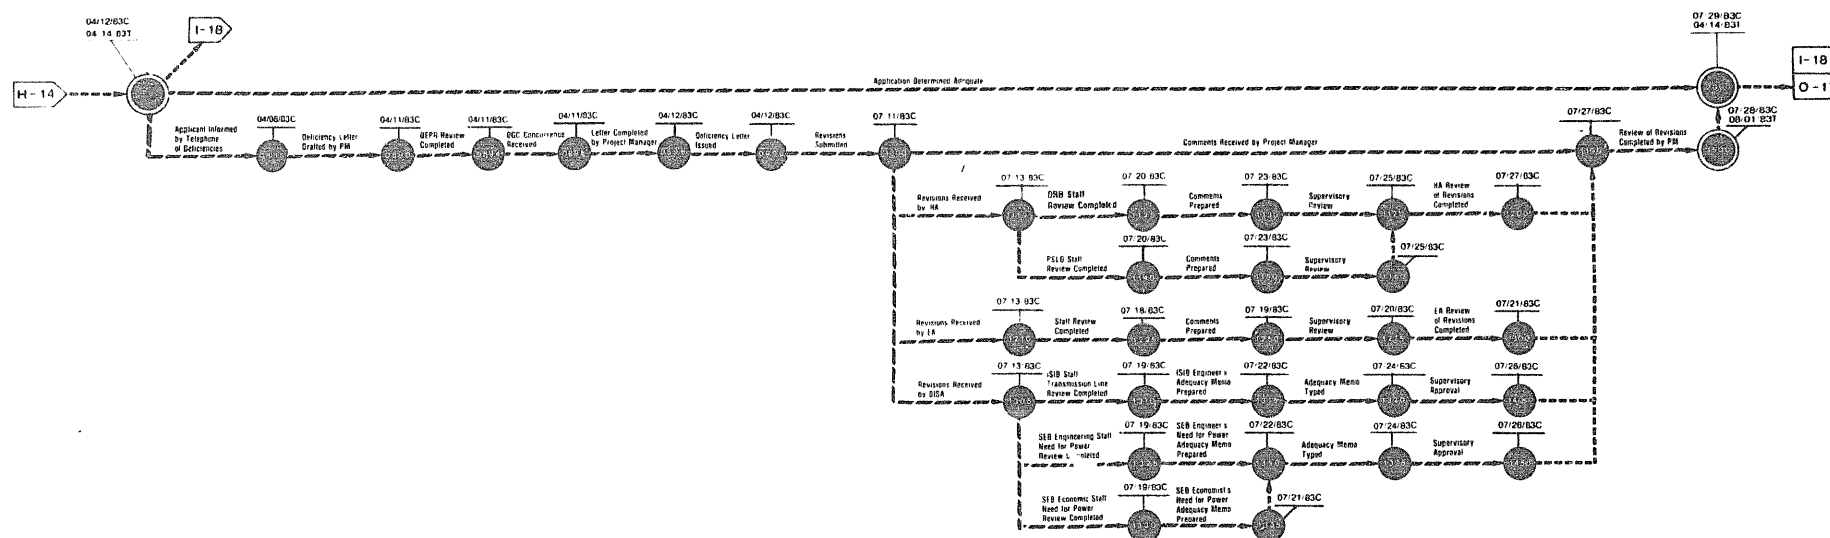 04/12/83C
04/14/83T
I-18
H-14
07/29/83C
04/14/83T
I-18
Application Determined Adequate
07/28/83C
08/01/83T
Applicant Informed
by Telephone
of Deficiencies
04/08/83C
Deficiency Letter
Drafted by PM
04/11/83C
OEPR Review
Completed
04/11/83C
OGC Concurrence
Received
04/11/83C
Letter Completed
by Project Manager
04/12/83C
Deficiency Letter
Issued
04/12/83C
Revisions
Submitted
07/11/83C
Comments Received by Project Manager
07/27/83C
Review of Revisions
Completed by PM
Revisions Received
by HA
07/13/83C
Staff
Review Completed
07/20/83C
Comments
Prepared
07/23/83C
Supervisory
Review
07/25/83C
HA Review
of Revisions
Completed
07/27/83C
Staff
Review Completed
07/20/83C
Comments
Prepared
07/23/83C
Supervisory
Review
07/25/83C
Revisions Received
by EA
07/13/83C
Staff Review
Completed
07/18/83C
Comments
Prepared
07/19/83C
Supervisory
Review
07/20/83C
EA Review
of Revisions
Completed
07/21/83C
Revisions Received
by DISA
07/13/83C
ISIB Staff
Transmission Line
Review Completed
07/19/83C
ISIB Engineer's
Adequacy Memo
Prepared
07/22/83C
Adequacy Memo
Typed
07/24/83C
Supervisory
Approval
07/26/83C
SEB Engineering Staff
Need for Power
Review
07/19/83C
SEB Engineer's
Need for Power
Adequacy Memo
Prepared
07/22/83C
Adequacy Memo
Typed
07/24/83C
Supervisory
Approval
07/26/83C
SEB Economic Staff
Need for Power
Review Completed
07/19/83C
SEB Economist's
Need for Power
Adequacy Memo
Prepared
07/21/83C